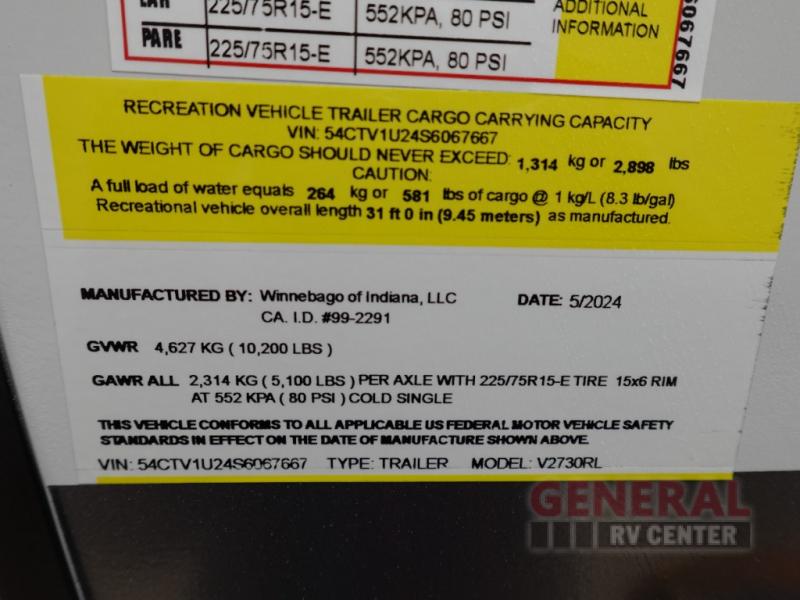 225/75R15-E 552KPA, 80 PSI
PARE 225/75R15-E 552KPA, 80 PSI
ADDITIONAL
INFORMATION
6067667
RECREATION VEHICLE TRAILER CARGO CARRYING CAPACITY
VIN: 54CTV1U24S6067667
THE WEIGHT OF CARGO SHOULD NEVER EXCEED: 1,314 kg or 2,898 lbs
CAUTION:
A full load of water equals 264 kg or 581 lbs of cargo @ 1 kg/L (8.3 lb/gal)
Recreational vehicle overall length 31 ft 0 in (9.45 meters) as manufactured.
MANUFACTURED BY: Winnebago of Indiana, LLC DATE: 5/2024
CA. I.D. #99-2291
GVWR 4,627 KG ( 10,200 LBS )
GAWR ALL 2,314 KG ( 5,100 LBS ) PER AXLE WITH 225/75R15-E TIRE 15x6 RIM
AT 552 KPA ( 80 PSI ) COLD SINGLE
THIS VEHICLE CONFORMS TO ALL APPLICABLE US FEDERAL MOTOR VEHICLE SAFETY
STANDARDS IN EFFECT ON THE DATE OF MANUFACTURE SHOWN ABOVE.
VIN: 54CTV1U24S6067667 TYPE: TRAILER MODEL: V2730RL
GENERAL
RV CENTER